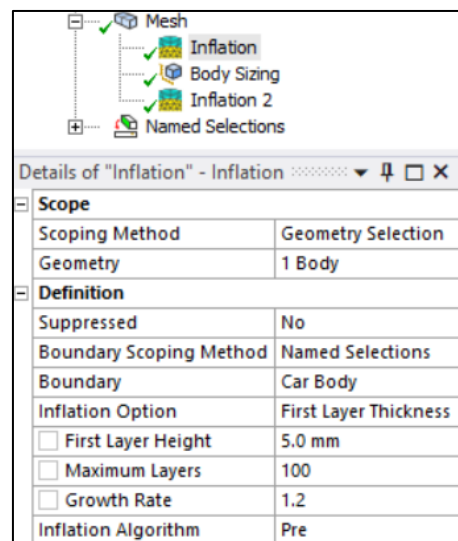 Mesh
Inflation
Body Sizing
Inflation 2
Named Selections
Details of "Inflation" - Inflation
Scope
Scoping Method Geometry Selection
Geometry 1 Body
Definition
Suppressed No
Boundary Scoping Method Named Selections
Boundary Car Body
Inflation Option First Layer Thickness
First Layer Height 5.0 mm
Maximum Layers 100
Growth Rate 1.2
Inflation Algorithm Pre